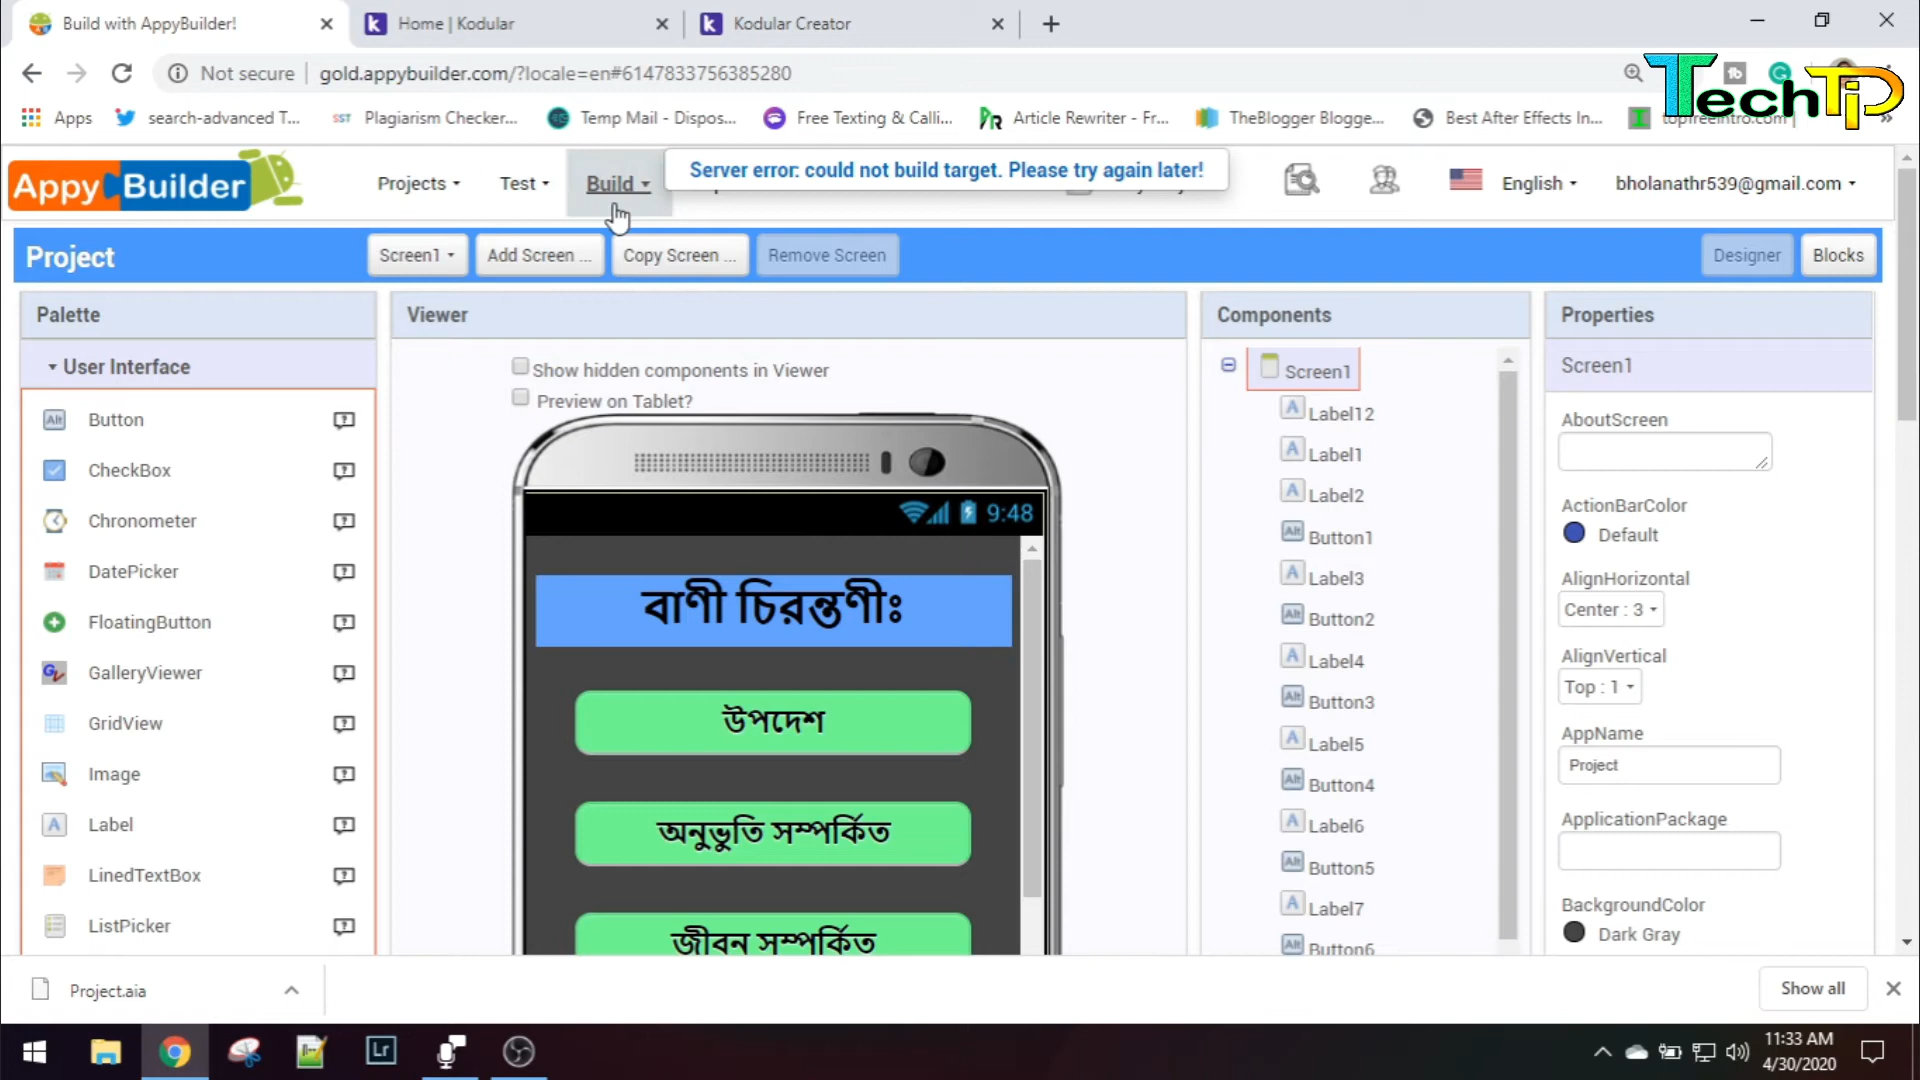 Build with AppyBuilder!
Home | Kodular
Kodular Creator
Not secure
gold.appybuilder.com/?locale=en#6147833756385280
TechTip
Apps
search-advanced T...
SST
Plagiarism Checker...
Temp Mail - Dispos...
Free Texting & Calli...
Article Rewriter - Fr...
TheBlogger Blogge...
Best After Effects In...
topfreeintro.com |
Appy Builder
Projects
Test
Build
Server error: could not build target. Please try again later!
English
bholanathr539@gmail.com
Project
Screen1
Add Screen ...
Copy Screen ...
Remove Screen
Designer
Blocks
Palette
Viewer
Components
Properties
User Interface
Button
CheckBox
Chronometer
DatePicker
FloatingButton
GalleryViewer
GridView
Image
Label
LinedTextBox
ListPicker
Show hidden components in Viewer
Preview on Tablet?
9:48
বাণী চিরন্তণীঃ
উপদেশ
অনুভুতি সম্পর্কিত
জীবন সম্পর্কিত
Screen1
Label12
Label1
Label2
Button1
Label3
Button2
Label4
Button3
Label5
Button4
Label6
Button5
Label7
Button6
Screen1
AboutScreen
ActionBarColor
Default
AlignHorizontal
Center : 3
AlignVertical
Top : 1
AppName
Project
ApplicationPackage
BackgroundColor
Dark Gray
Project.aia
Show all
Lr
11:33 AM
4/30/2020